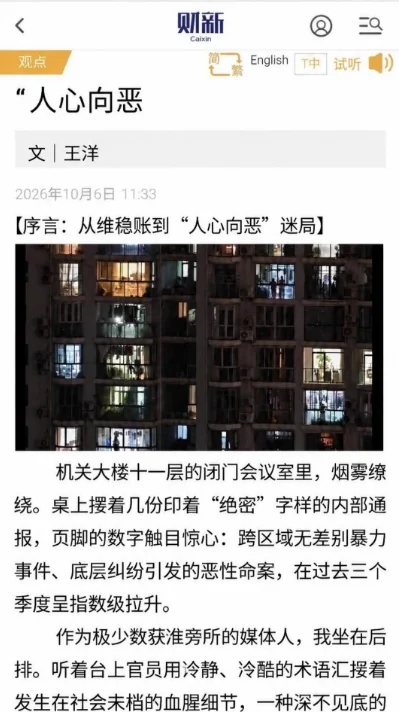 财新
Caixin
观点
简
繁
English
T中
试听
“人心向恶
文｜王洋
2026年10月6日 11:33
【序言：从维稳账到“人心向恶”迷局】
机关大楼十一层的闭门会议室里，烟雾缭
绕。桌上摆着几份印着“绝密”字样的内部通
报，页脚的数字触目惊心：跨区域无差别暴力
事件、底层纠纷引发的恶性命案，在过去三个
季度呈指数级拉升。
作为极少数获准旁所的媒体人，我坐在后
排。听着台上官员用冷静、冷酷的术语汇接着
发生在社会未档的血腥细节，一种深不见底的